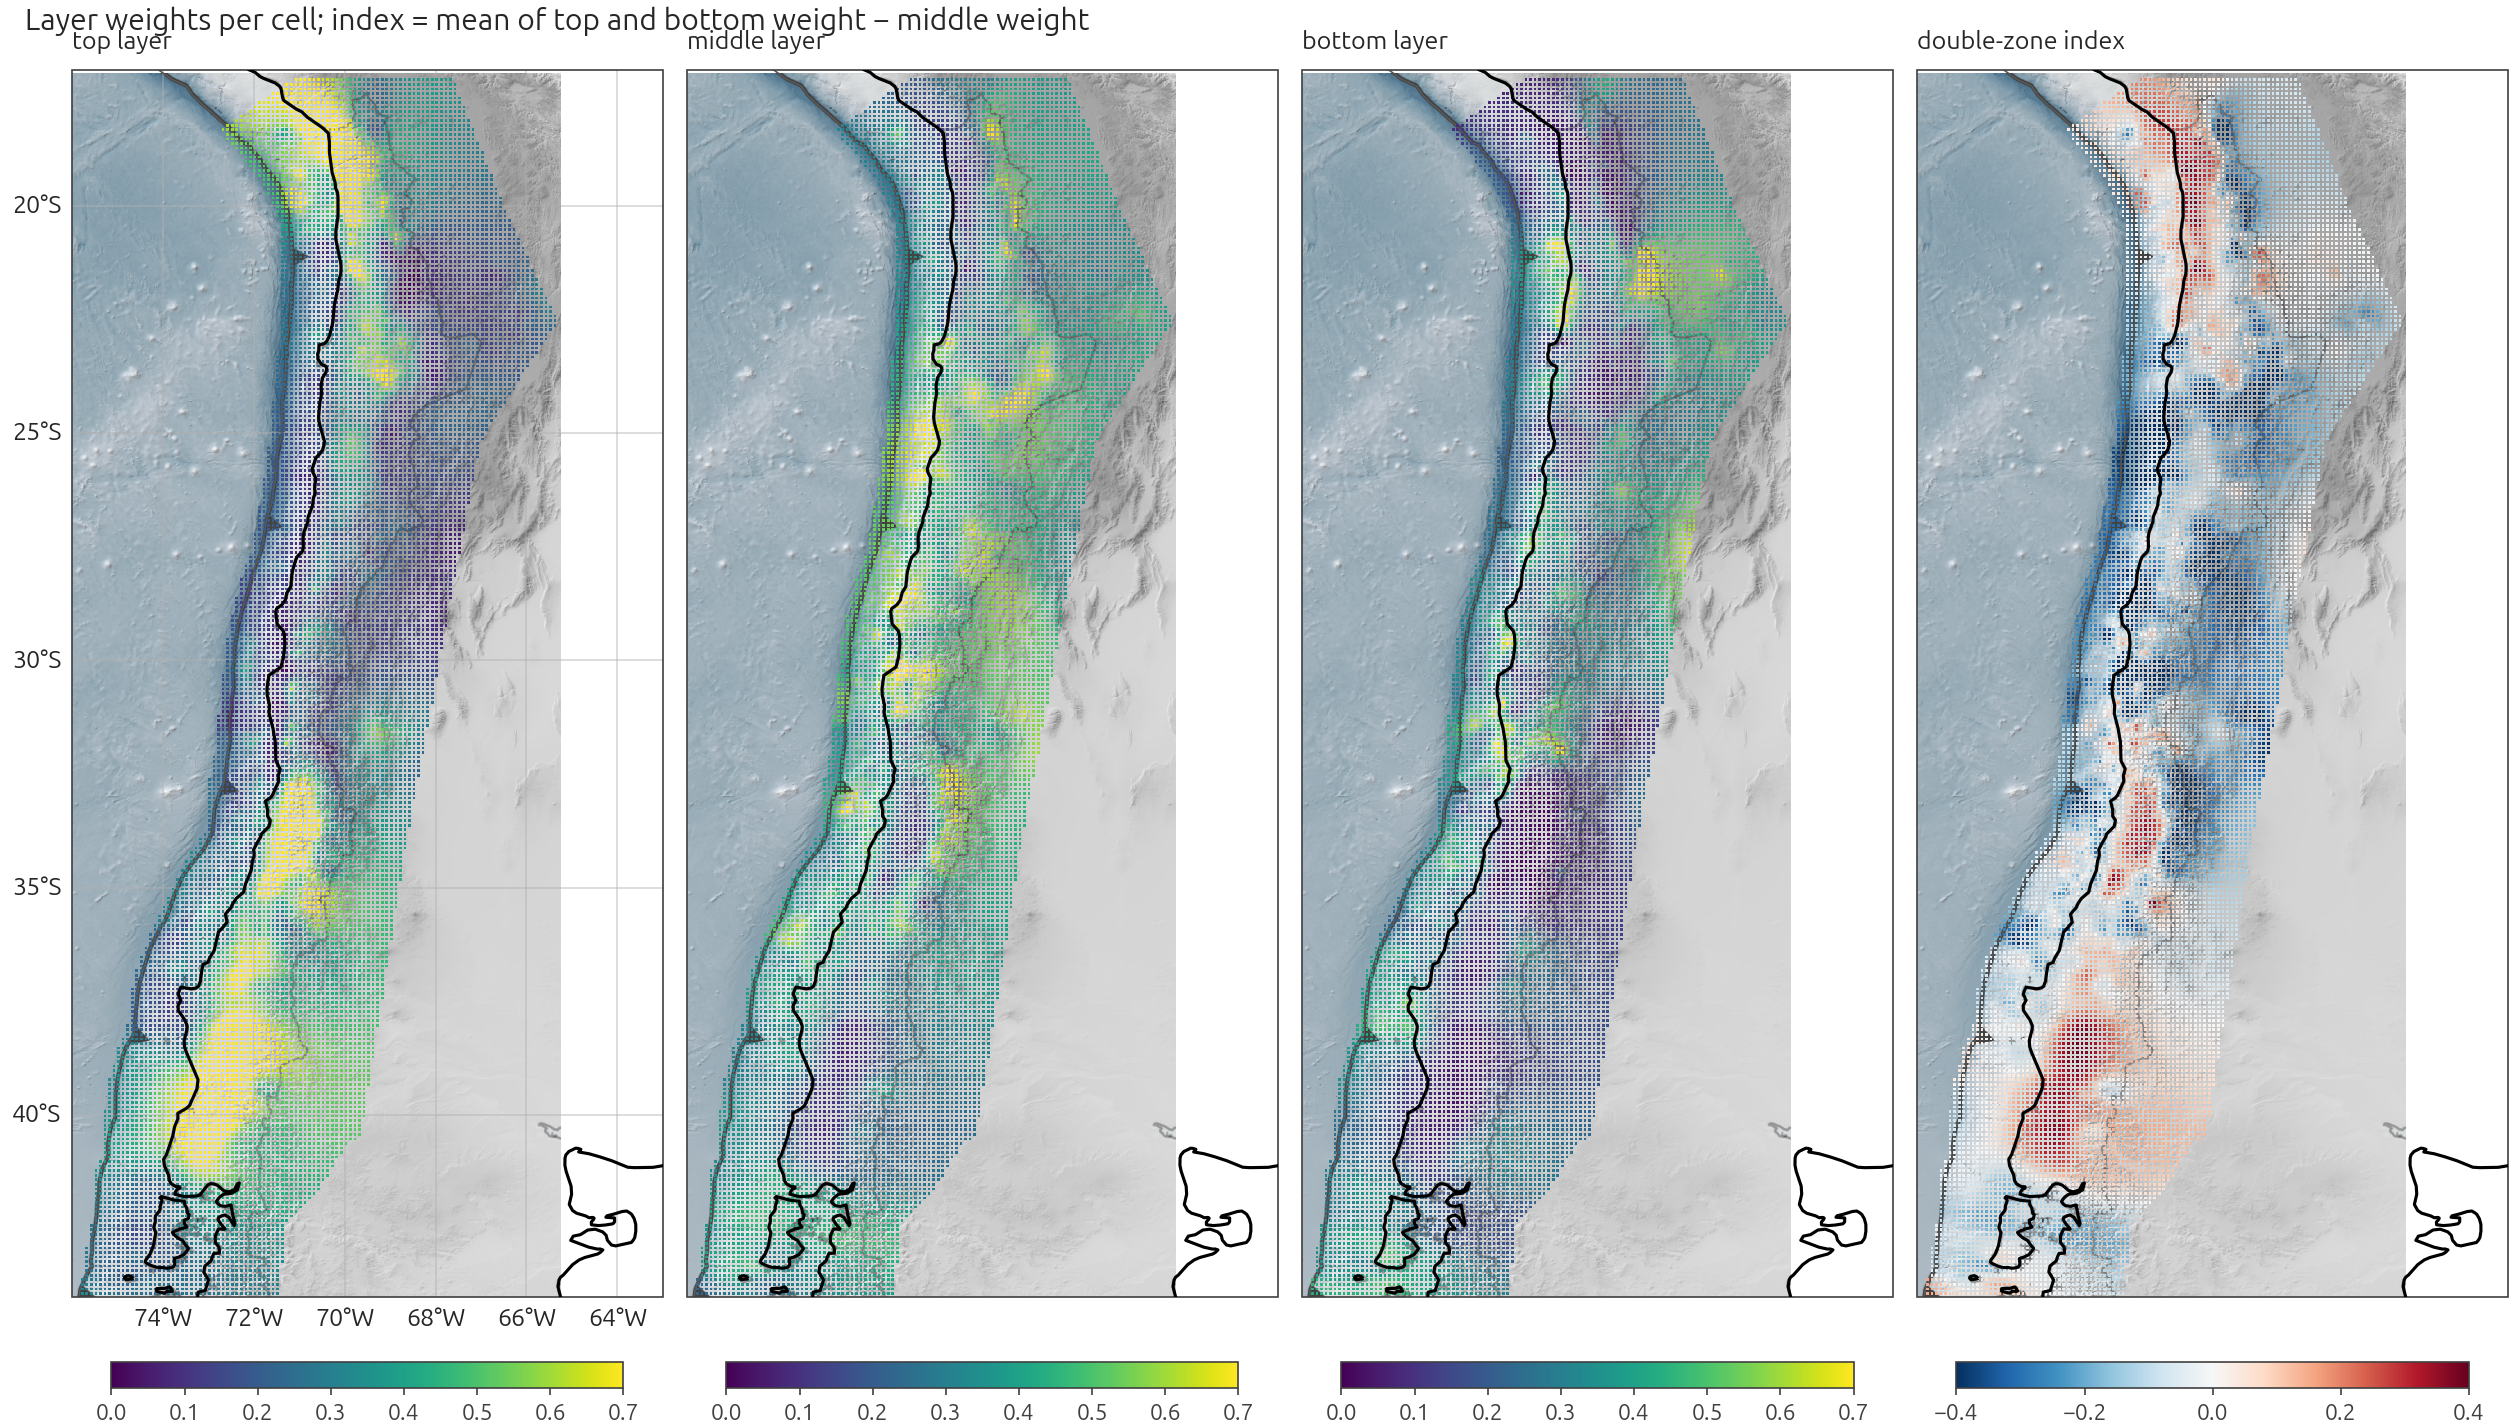 Layer weights per cell; index = mean of top and bottom weight − middle weight
top layer
middle layer
bottom layer
double-zone index
20°S
25°S
30°S
35°S
40°S
74°W 72°W 70°W 68°W 66°W 64°W
0.0 0.1 0.2 0.3 0.4 0.5 0.6 0.7
0.0 0.1 0.2 0.3 0.4 0.5 0.6 0.7
0.0 0.1 0.2 0.3 0.4 0.5 0.6 0.7
−0.4 −0.2 0.0 0.2 0.4